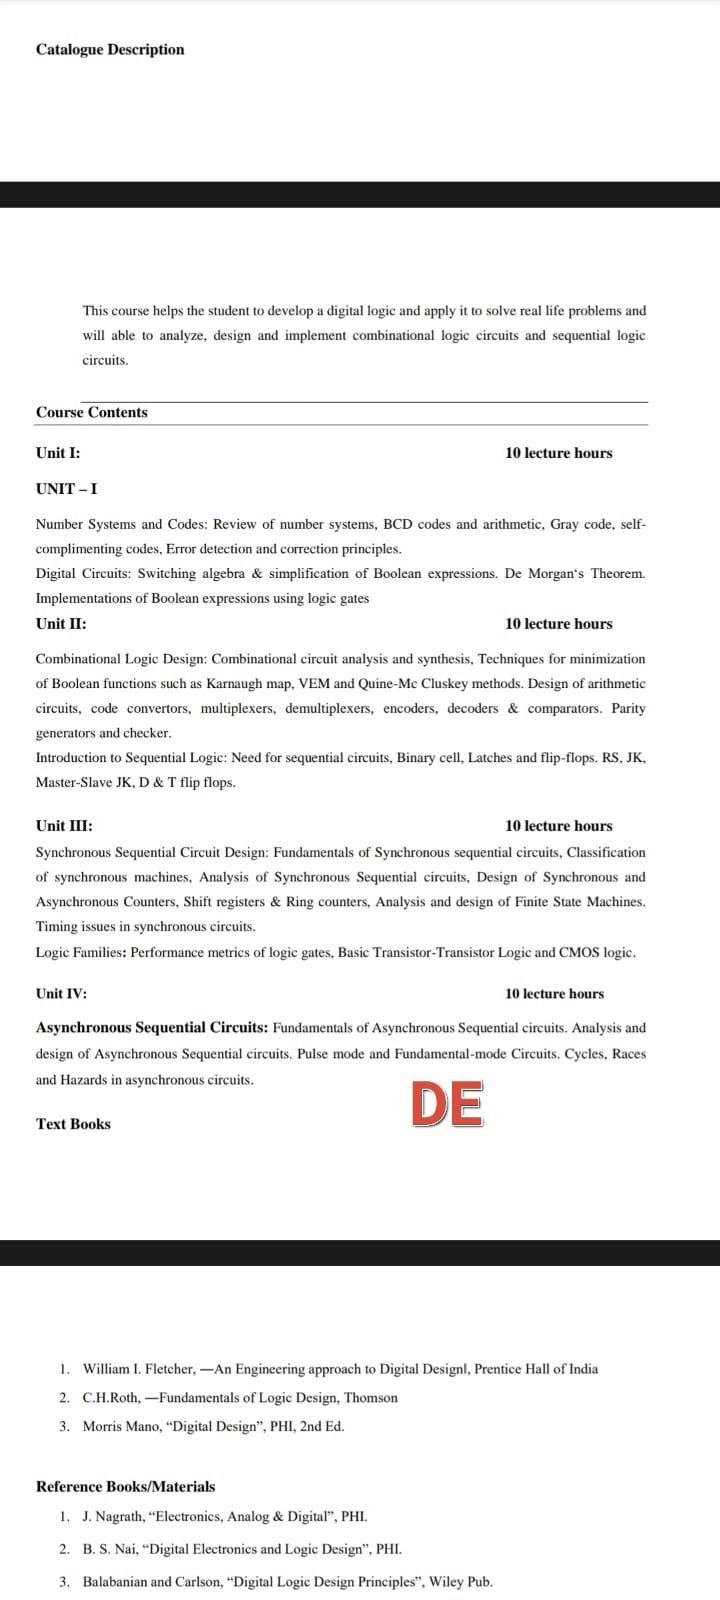 Catalogue Description
This course helps the student to develop a digital logic and apply it to solve real life problems and
will able to analyze, design and implement combinational logic circuits and sequential logic
circuits.
Course Contents
Unit I: 10 lecture hours
UNIT – I
Number Systems and Codes: Review of number systems, BCD codes and arithmetic, Gray code, self-
complimenting codes, Error detection and correction principles.
Digital Circuits: Switching algebra & simplification of Boolean expressions. De Morgan‘s Theorem.
Implementations of Boolean expressions using logic gates
Unit II: 10 lecture hours
Combinational Logic Design: Combinational circuit analysis and synthesis, Techniques for minimization
of Boolean functions such as Karnaugh map, VEM and Quine-Mc Cluskey methods. Design of arithmetic
circuits, code convertors, multiplexers, demultiplexers, encoders, decoders & comparators. Parity
generators and checker.
Introduction to Sequential Logic: Need for sequential circuits, Binary cell, Latches and flip-flops. RS, JK,
Master-Slave JK, D & T flip flops.
Unit III: 10 lecture hours
Synchronous Sequential Circuit Design: Fundamentals of Synchronous sequential circuits, Classification
of synchronous machines, Analysis of Synchronous Sequential circuits, Design of Synchronous and
Asynchronous Counters, Shift registers & Ring counters, Analysis and design of Finite State Machines.
Timing issues in synchronous circuits.
Logic Families: Performance metrics of logic gates, Basic Transistor-Transistor Logic and CMOS logic.
Unit IV: 10 lecture hours
Asynchronous Sequential Circuits: Fundamentals of Asynchronous Sequential circuits. Analysis and
design of Asynchronous Sequential circuits. Pulse mode and Fundamental-mode Circuits. Cycles, Races
and Hazards in asynchronous circuits.
DE
Text Books
1. William I. Fletcher, ―An Engineering approach to Digital Designl, Prentice Hall of India
2. C.H.Roth, ―Fundamentals of Logic Design, Thomson
3. Morris Mano, “Digital Design”, PHI, 2nd Ed.
Reference Books/Materials
1. J. Nagrath, “Electronics, Analog & Digital”, PHI.
2. B. S. Nai, “Digital Electronics and Logic Design”, PHI.
3. Balabanian and Carlson, “Digital Logic Design Principles”, Wiley Pub.